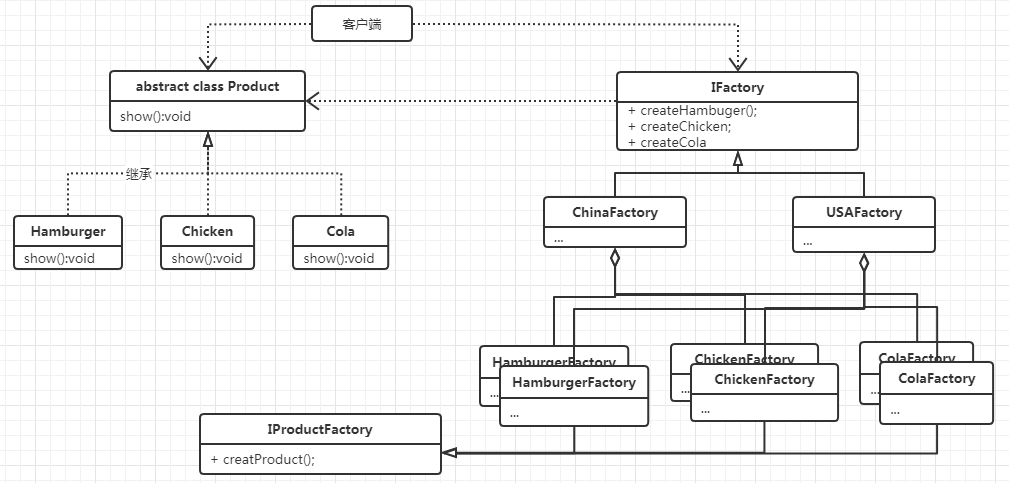 客户端
abstract class Product
show():void
IFactory
+ createHambuger();
+ createChicken;
+ createCola
继承
Hamburger
show():void
Chicken
show():void
Cola
show():void
ChinaFactory
...
USAFactory
...
HamburgerFactory
...
HamburgerFactory
...
ChickenFactory
...
ChickenFactory
...
ColaFactory
...
ColaFactory
...
IProductFactory
+ creatProduct();